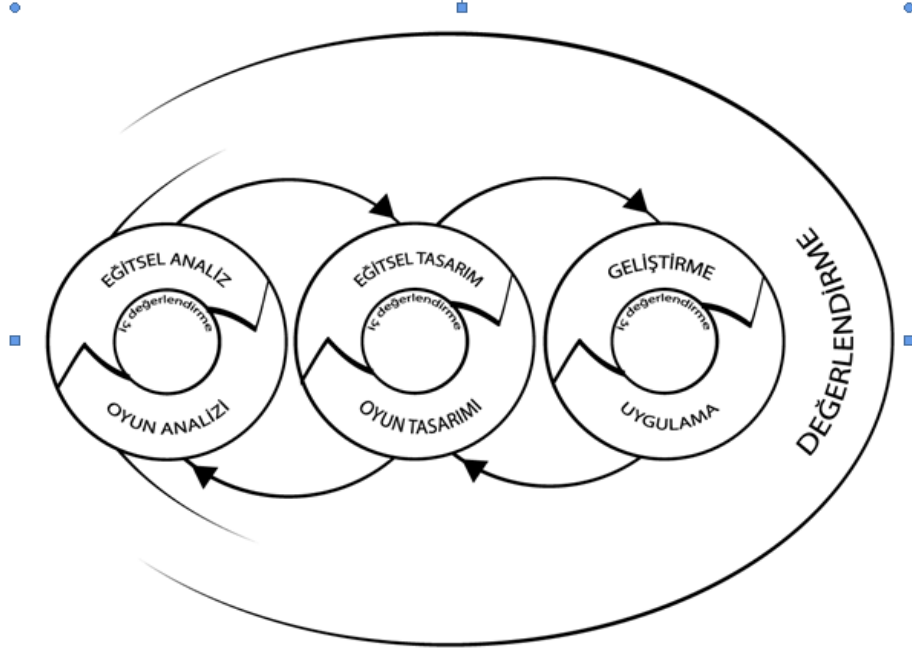 EĞİTSEL ANALİZ
iç değerlendirme
OYUN ANALİZİ
EĞİTSEL TASARIM
iç değerlendirme
OYUN TASARIMI
GELİŞTİRME
iç değerlendirme
UYGULAMA
DEĞERLENDİRME